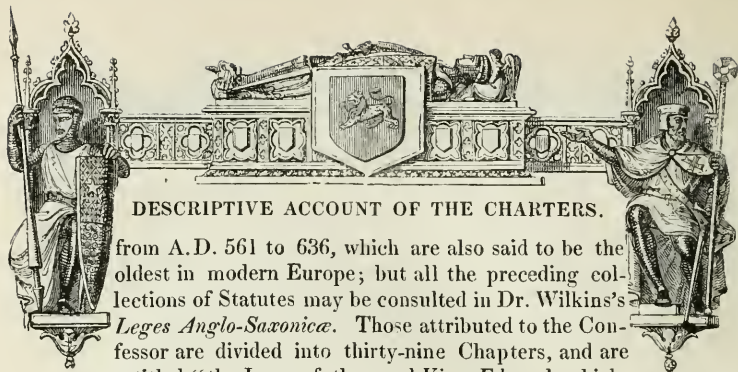 DESCRIPTIVE ACCOUNT OF THE CHARTERS.
from A.D. 561 to 636, which are also said to be the
oldest in modern Europe; but all the preceding col-
lections of Statutes may be consulted in Dr. Wilkins's
Leges Anglo-Saxonicæ. Those attributed to the Con-
fessor are divided into thirty-nine Chapters, and are